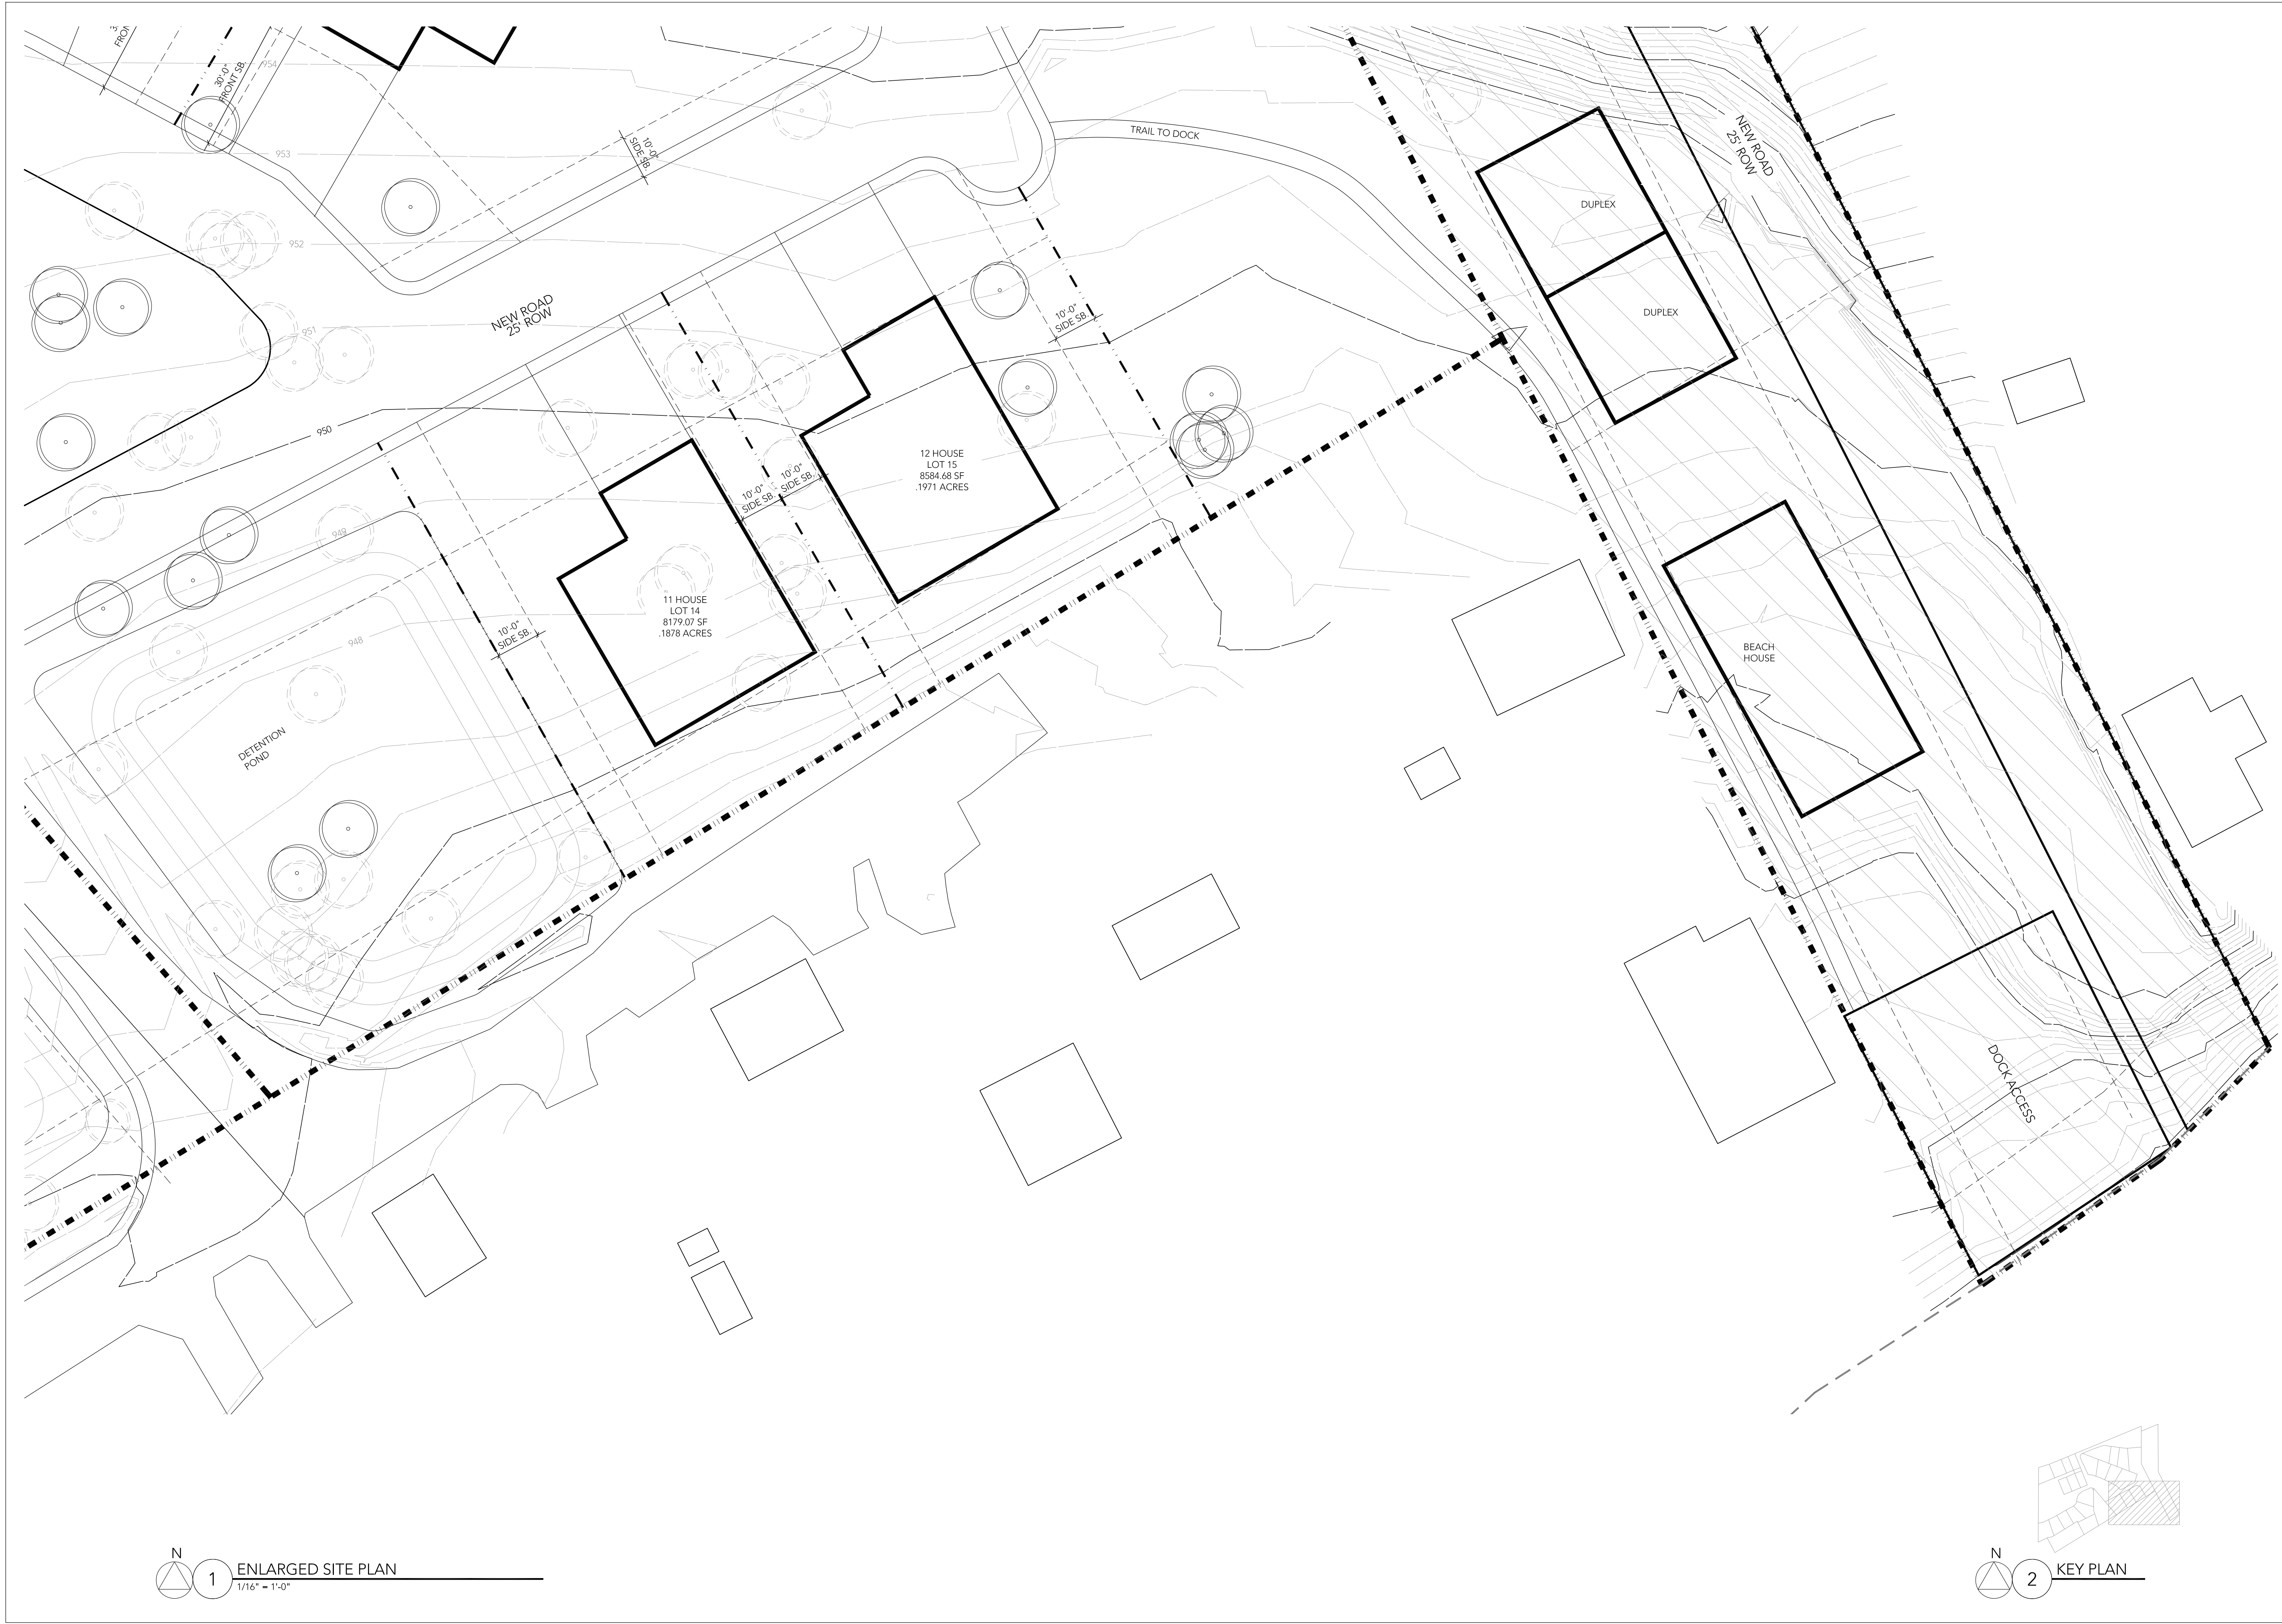 FRON
30'-0"
FRONT SB.
954
953
952
951
950
949
948
10'-0"
SIDE SB.
TRAIL TO DOCK
NEW ROAD
25' ROW
DUPLEX
DUPLEX
NEW ROAD
25' ROW
10'-0"
SIDE SB.
12 HOUSE
LOT 15
8584.68 SF
.1971 ACRES
10'-0"
SIDE SB.
10'-0"
SIDE SB.
11 HOUSE
LOT 14
8179.07 SF
.1878 ACRES
10'-0"
SIDE SB.
BEACH
HOUSE
DETENTION
POND
DOCK ACCESS
N
1
ENLARGED SITE PLAN
1/16" = 1'-0"
N
2
KEY PLAN